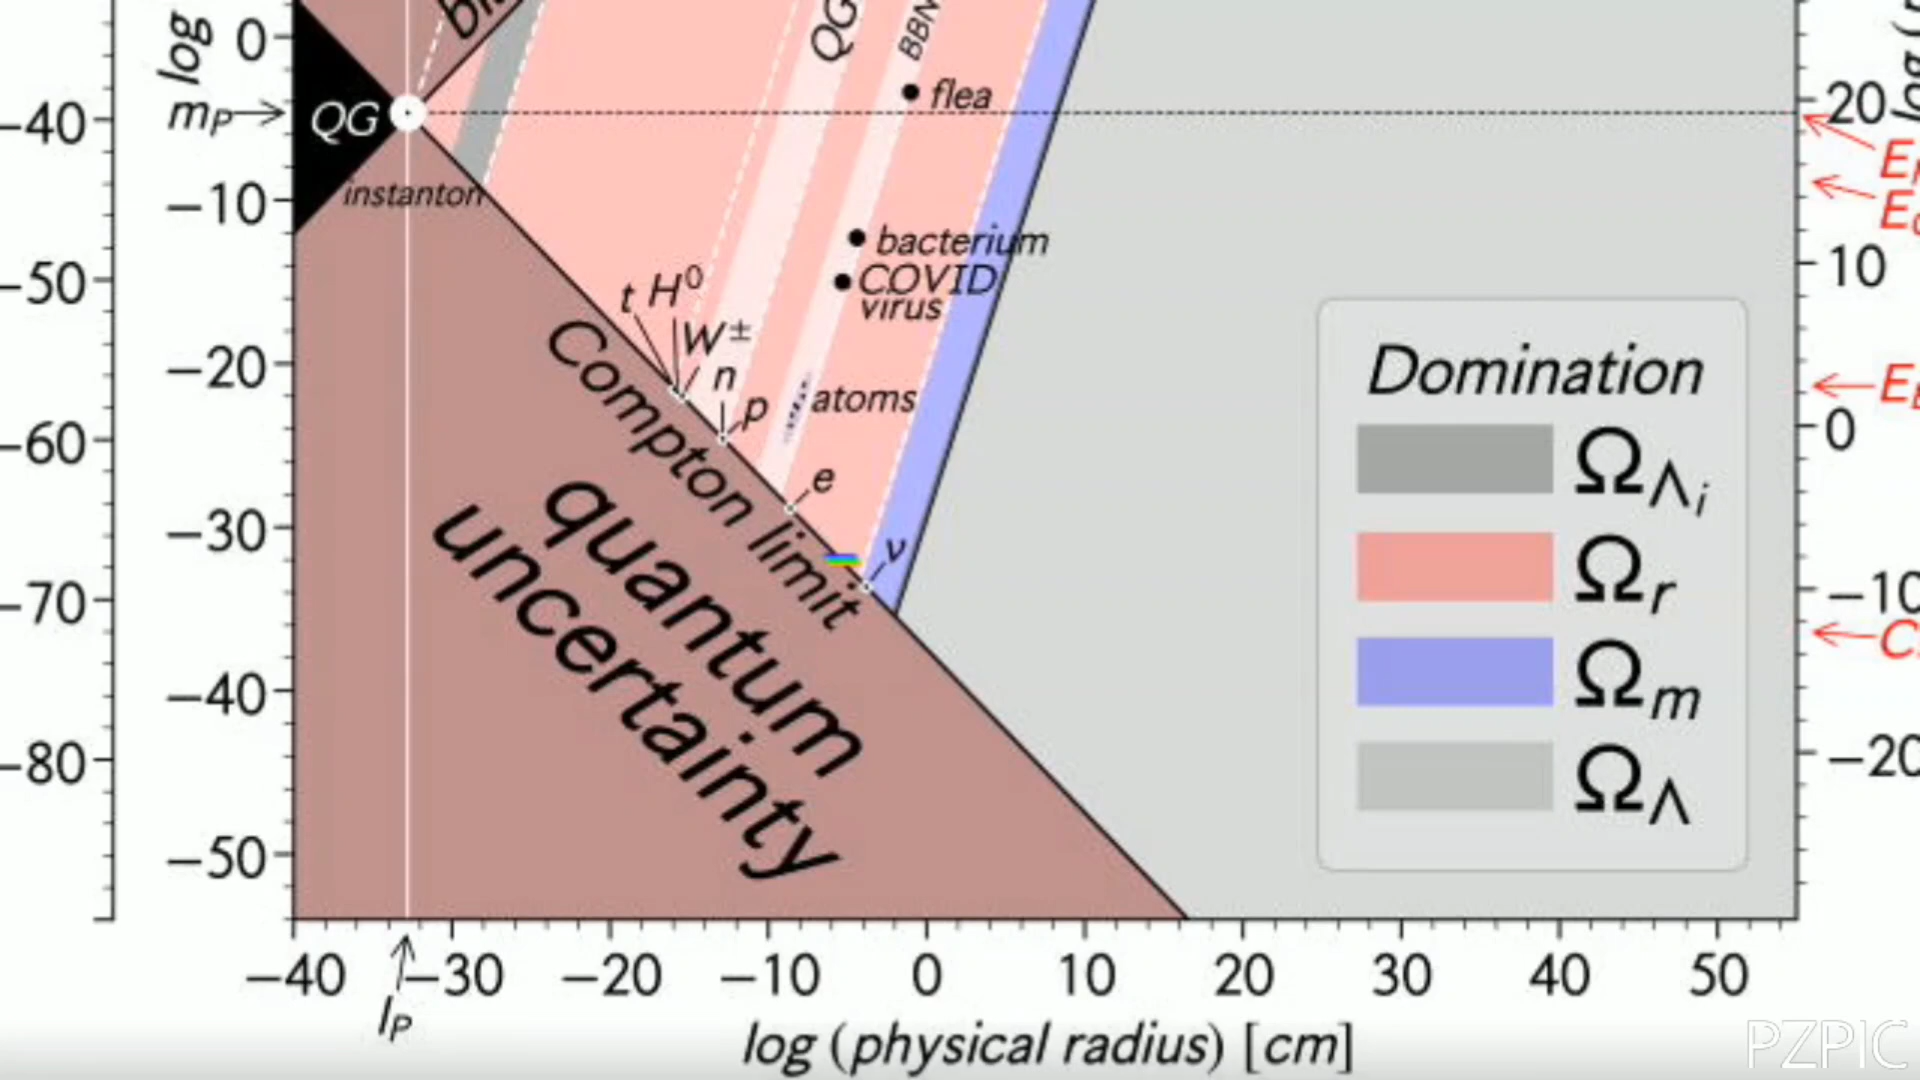 log
0
m_P
QG
−40
instanton
−10
−50
−20
−60
−30
−70
−40
−80
−50
QG
BBN
flea
bacterium
COVID
virus
t H⁰
W±
n
p
atoms
e
ν
Compton limit
quantum
uncertainty
20
10
0
−10
−20
Domination
Ω_Λi
Ω_r
Ω_m
Ω_Λ
−40 −30 −20 −10 0 10 20 30 40 50
l_P
log (physical radius) [cm]
PZPIC